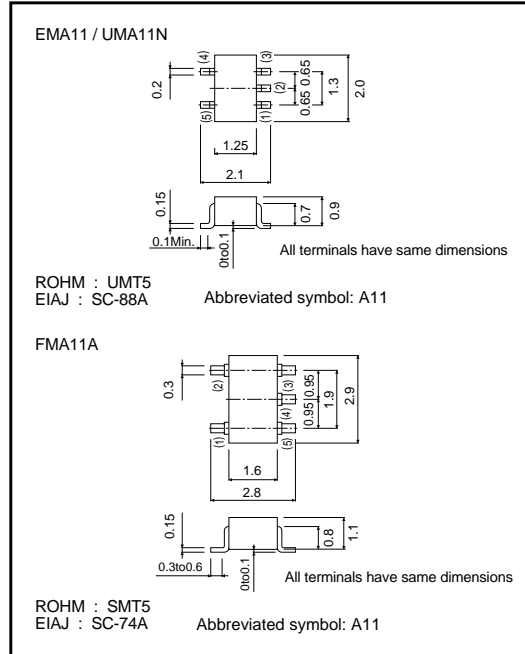 EMA11 / UMA11N
(4)
(3)
0.2
0.65
(2)
0.65
1.3
2.0
(5)
(1)
1.25
2.1
0.15
0.7
0.9
0.1Min.
0to0.1
All terminals have same dimensions
ROHM : UMT5
EIAJ : SC-88A
Abbreviated symbol: A11
FMA11A
0.3
(2)
(3)
0.95
(4)
0.95
1.9
2.9
(1)
(5)
1.6
2.8
0.15
0.8
1.1
0.3to0.6
0to0.1
All terminals have same dimensions
ROHM : SMT5
EIAJ : SC-74A
Abbreviated symbol: A11